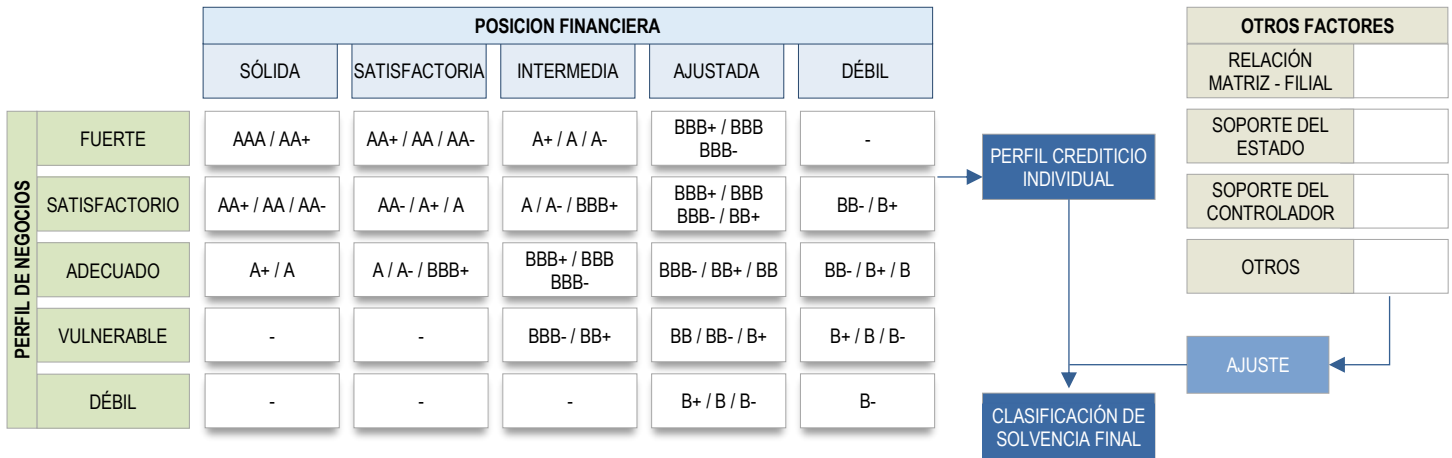 POSICION FINANCIERA
SÓLIDA
SATISFACTORIA
INTERMEDIA
AJUSTADA
DÉBIL
PERFIL DE NEGOCIOS
FUERTE
AAA / AA+
AA+ / AA / AA-
A+ / A / A-
BBB+ / BBB
BBB-
-
SATISFACTORIO
AA+ / AA / AA-
AA- / A+ / A
A / A- / BBB+
BBB+ / BBB
BBB- / BB+
BB- / B+
ADECUADO
A+ / A
A / A- / BBB+
BBB+ / BBB
BBB-
BBB- / BB+ / BB
BB- / B+ / B
VULNERABLE
-
-
BBB- / BB+
BB / BB- / B+
B+ / B / B-
DÉBIL
-
-
-
B+ / B / B-
B-
PERFIL CREDITICIO
INDIVIDUAL
CLASIFICACIÓN DE
SOLVENCIA FINAL
OTROS FACTORES
RELACIÓN
MATRIZ - FILIAL
SOPORTE DEL
ESTADO
SOPORTE DEL
CONTROLADOR
OTROS
AJUSTE